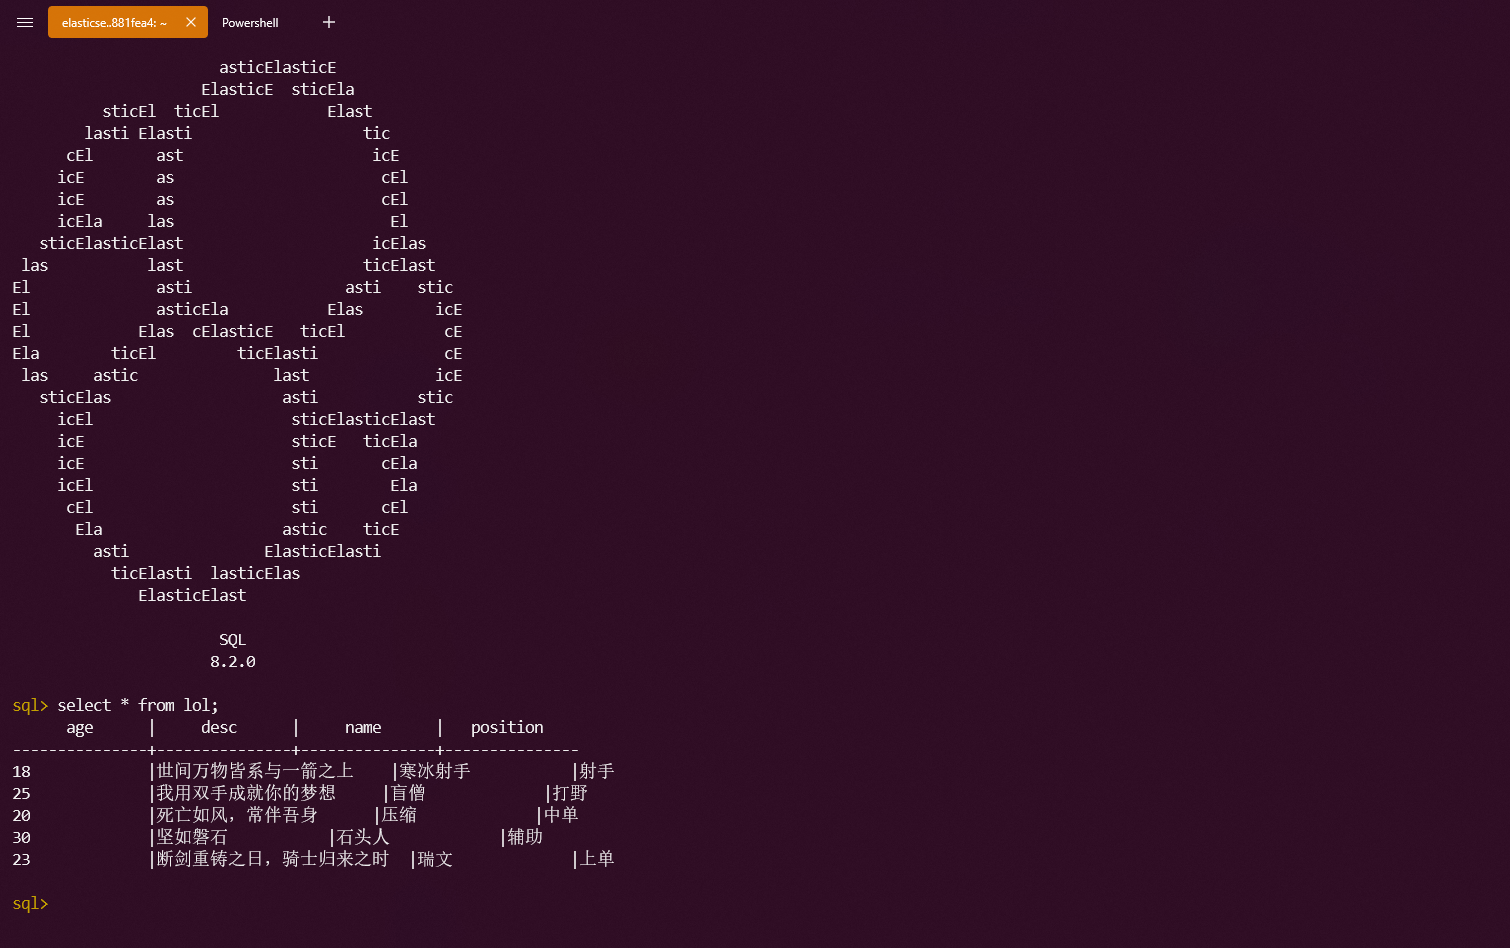 elasticse..881fea4: ~ Powershell
asticElasticE
ElasticE sticEla
sticEl ticEl Elast
lasti Elasti tic
cEl ast icE
icE as cEl
icE as cEl
icEla las El
sticElasticElast icElas
las last ticElast
El asti asti stic
El asticEla Elas icE
El Elas cElasticE ticEl cE
Ela ticEl ticElasti cE
las astic last icE
sticElas asti stic
icEl sticElasticElast
icE sticE ticEla
icE sti cEla
icEl sti Ela
cEl sti cEl
Ela astic ticE
asti ElasticElasti
ticElasti lasticElas
ElasticElast
SQL
8.2.0
sql> select * from lol;
age | desc | name | position
---------------+---------------+---------------+---------------
18 |世间万物皆系与一箭之上 |寒冰射手 |射手
25 |我用双手成就你的梦想 |盲僧 |打野
20 |死亡如风，常伴吾身 |压缩 |中单
30 |坚如磐石 |石头人 |辅助
23 |断剑重铸之日，骑士归来之时 |瑞文 |上单
sql>